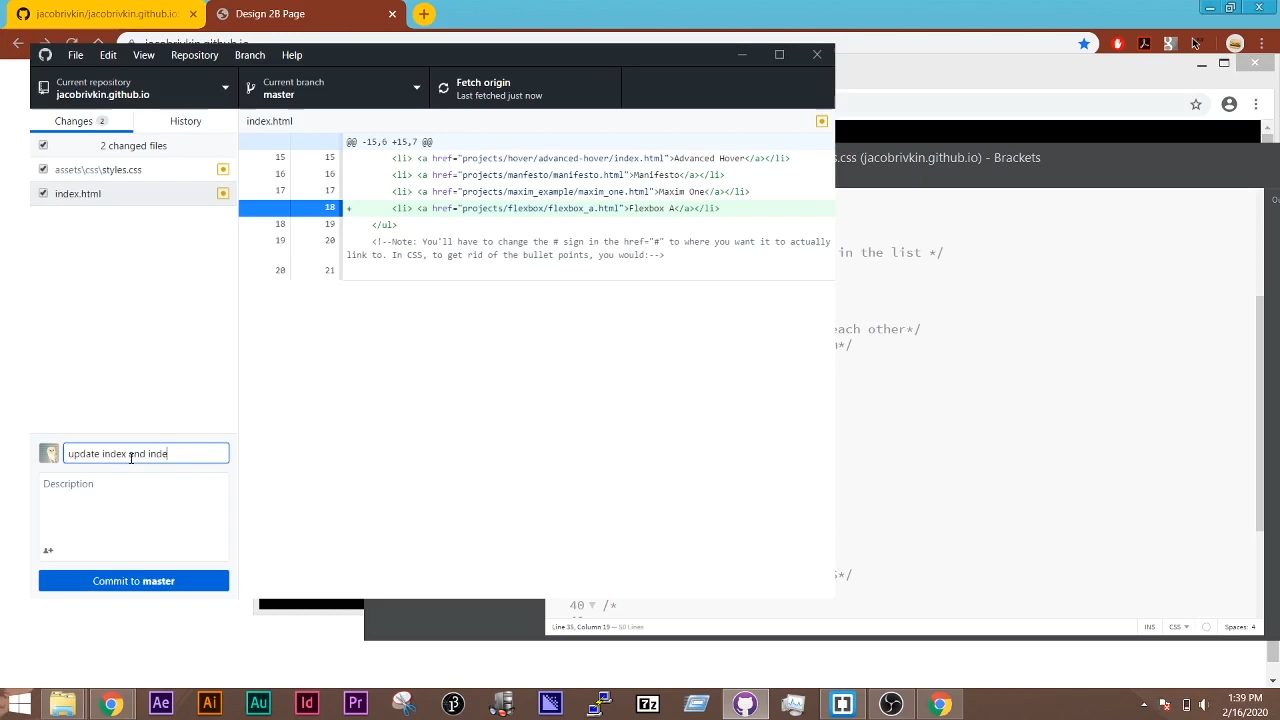 jacobrivkin/jacobrivkin.github.io
Design 2B Page
File Edit View Repository Branch Help
Current repository
jacobrivkin.github.io
Current branch
master
Fetch origin
Last fetched just now
Changes 2
History
index.html
2 changed files
assets\css\styles.css
index.html
@@ -15,6 +15,7 @@
15 15 <li> <a href="projects/hover/advanced-hover/index.html">Advanced Hover</a></li>
16 16 <li> <a href="projects/manfesto/manifesto.html">Manifesto</a></li>
17 17 <li> <a href="projects/maxim_example/maxim_one.html">Maxim One</a></li>
18 + <li> <a href="projects/flexbox/flexbox_a.html">Flexbox A</a></li>
18 19 </ul>
19 20 <!--Note: You'll have to change the # sign in the href="#" to where you want it to actually
link to. In CSS, to get rid of the bullet points, you would:-->
20 21
update index and inde
Description
Commit to master
s.css (jacobrivkin.github.io) - Brackets
in the list */
each other*/
*/
*/
40 /*
Line 35, Column 19 — 50 Lines
INS CSS Spaces: 4
Ae Ai Au Id Pr 7z
1:39 PM
2/16/2020